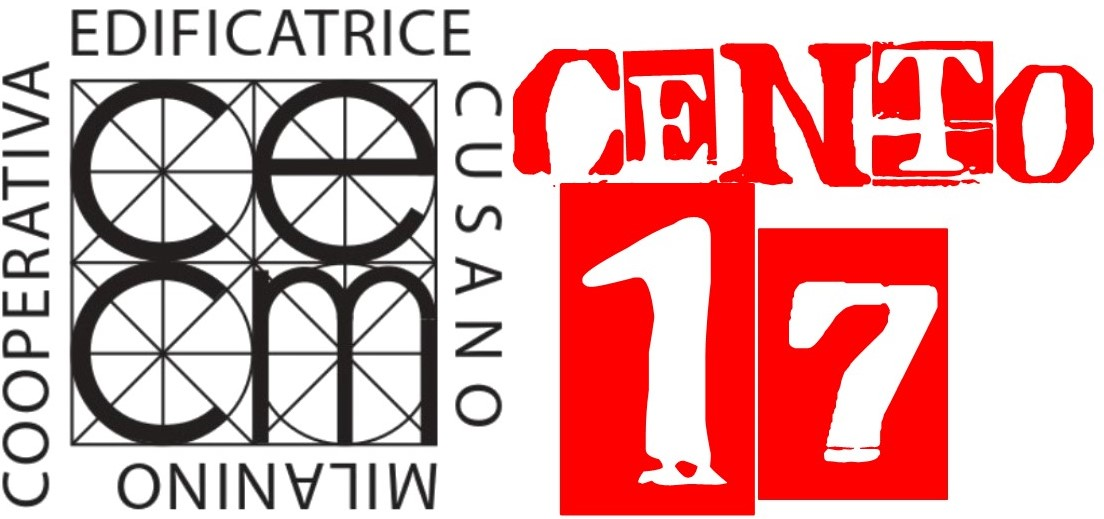 COOPERATIVA
EDIFICATRICE
CUSANO
MILANINO
ce
cm
CENTO
17